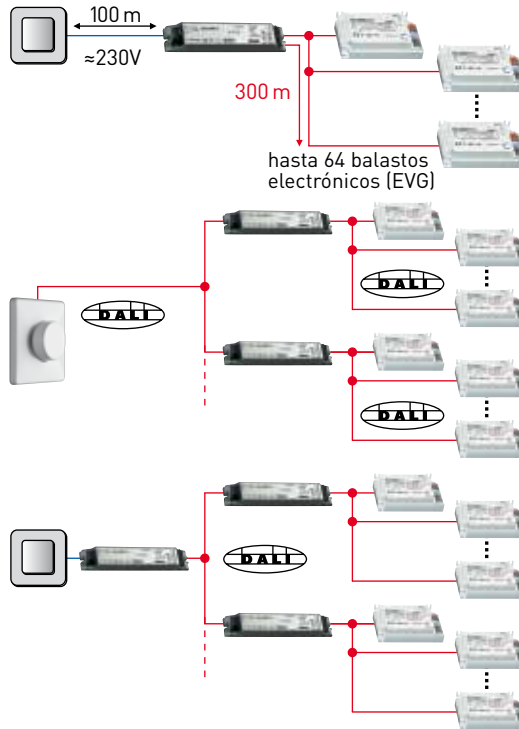 100 m
≈230V
300 m
hasta 64 balastos
electrónicos (EVG)
DALI
DALI
DALI
DALI